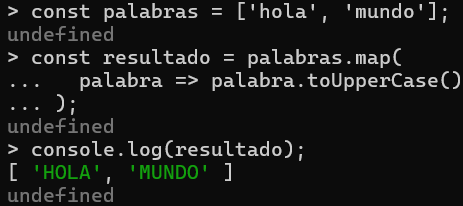 > const palabras = ['hola', 'mundo'];
undefined
> const resultado = palabras.map(
...   palabra => palabra.toUpperCase()
... );
undefined
> console.log(resultado);
[ 'HOLA', 'MUNDO' ]
undefined